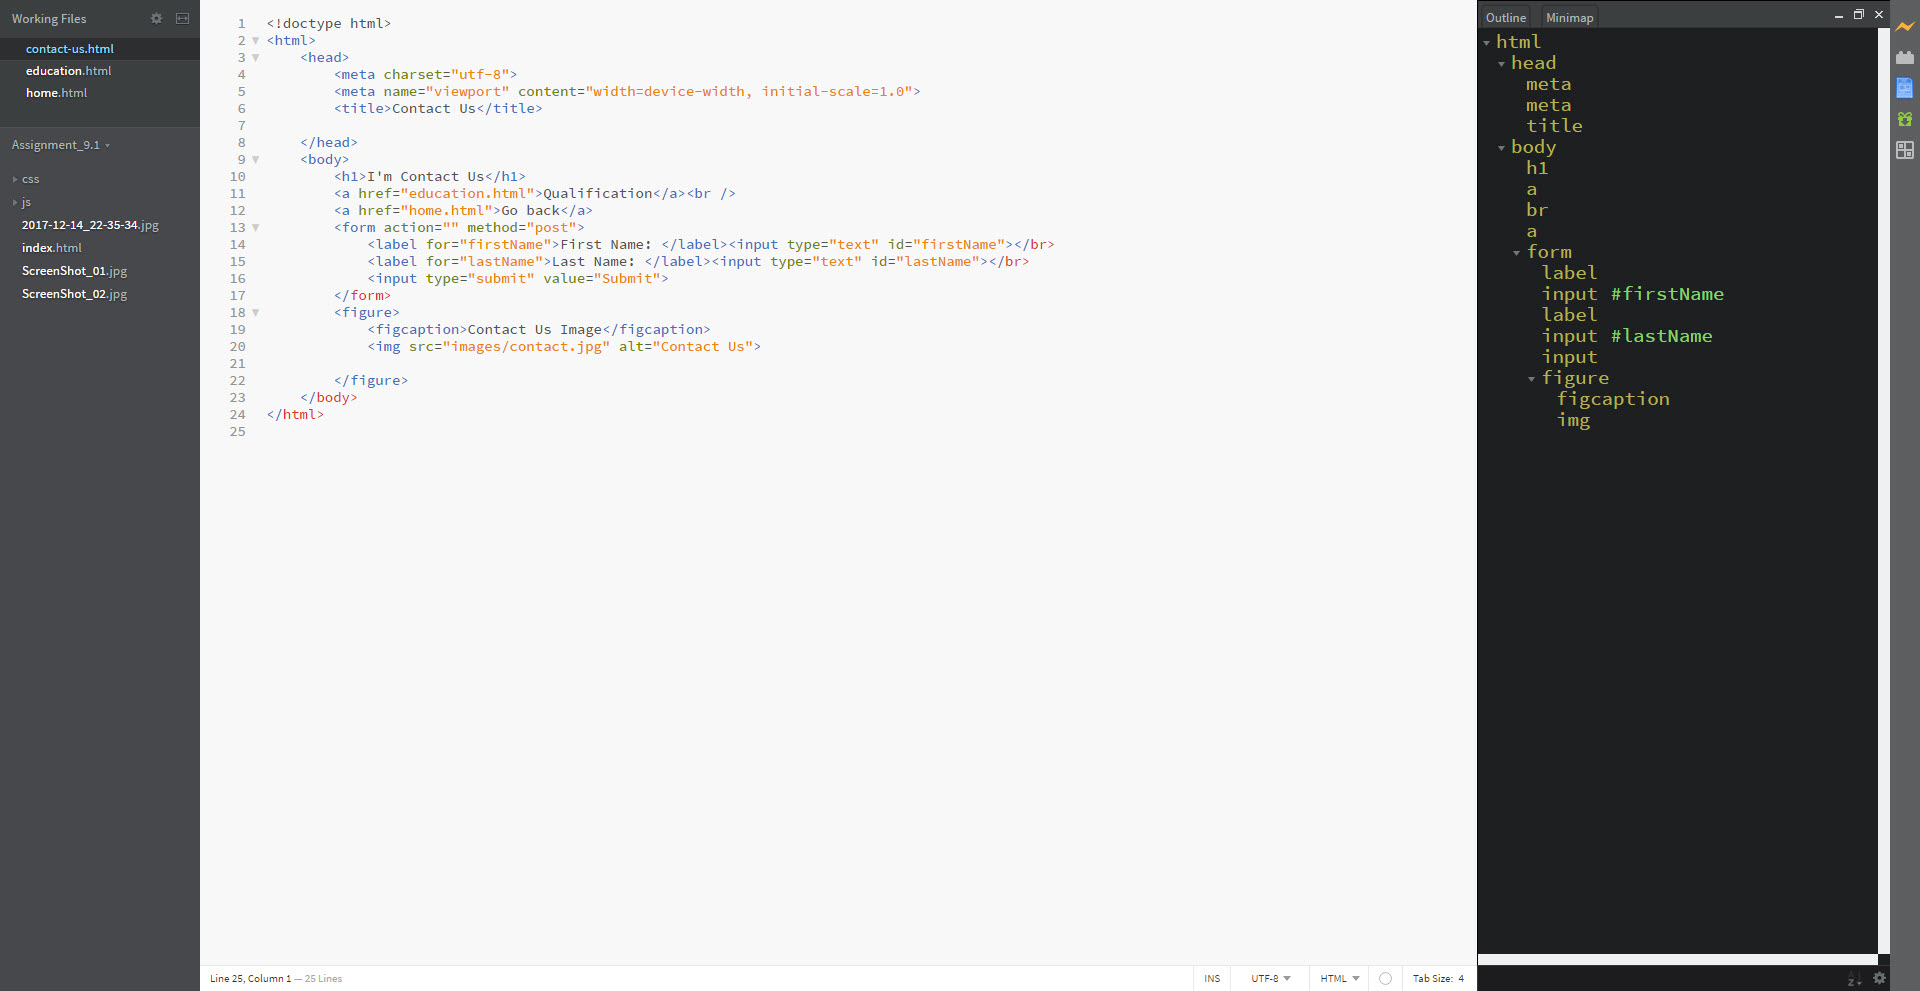 Working Files
contact-us.html
education.html
home.html
Assignment_9.1
css
js
2017-12-14_22-35-34.jpg
index.html
ScreenShot_01.jpg
ScreenShot_02.jpg
1 <!doctype html>
2 <html>
3 <head>
4 <meta charset="utf-8">
5 <meta name="viewport" content="width=device-width, initial-scale=1.0">
6 <title>Contact Us</title>
7
8 </head>
9 <body>
10 <h1>I'm Contact Us</h1>
11 <a href="education.html">Qualification</a><br />
12 <a href="home.html">Go back</a>
13 <form action="" method="post">
14 <label for="firstName">First Name: </label><input type="text" id="firstName"></br>
15 <label for="lastName">Last Name: </label><input type="text" id="lastName"></br>
16 <input type="submit" value="Submit">
17 </form>
18 <figure>
19 <figcaption>Contact Us Image</figcaption>
20 <img src="images/contact.jpg" alt="Contact Us">
21
22 </figure>
23 </body>
24 </html>
25
Line 25, Column 1 — 25 Lines
INS UTF-8 HTML Tab Size: 4
Outline Minimap
html
head
meta
meta
title
body
h1
a
br
a
form
label
input #firstName
label
input #lastName
input
figure
figcaption
img